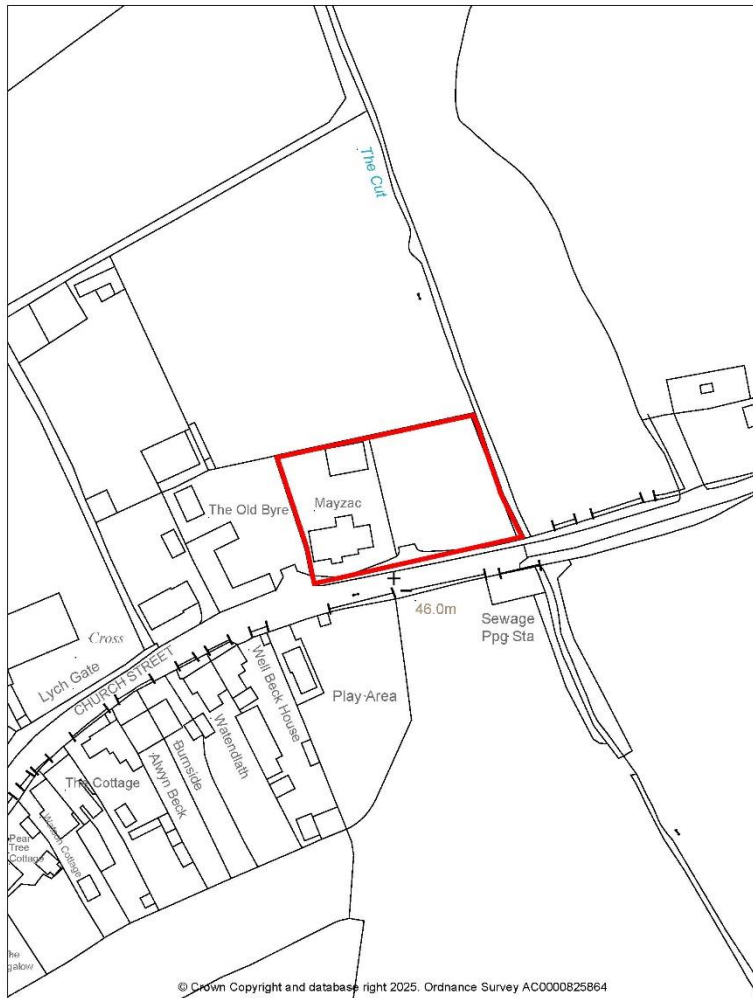 The Cut
The Old Byre
Mayzac
46.0m
Sewage
Ppg Sta
Cross
Lych Gate
CHURCH STREET
Well Beck House
Play Area
Watendlath
Burnside
Alwyn Beck
The Cottage
Watson Cottage
Pear
Tree
Cottage
© Crown Copyright and database right 2025. Ordnance Survey AC0000825864